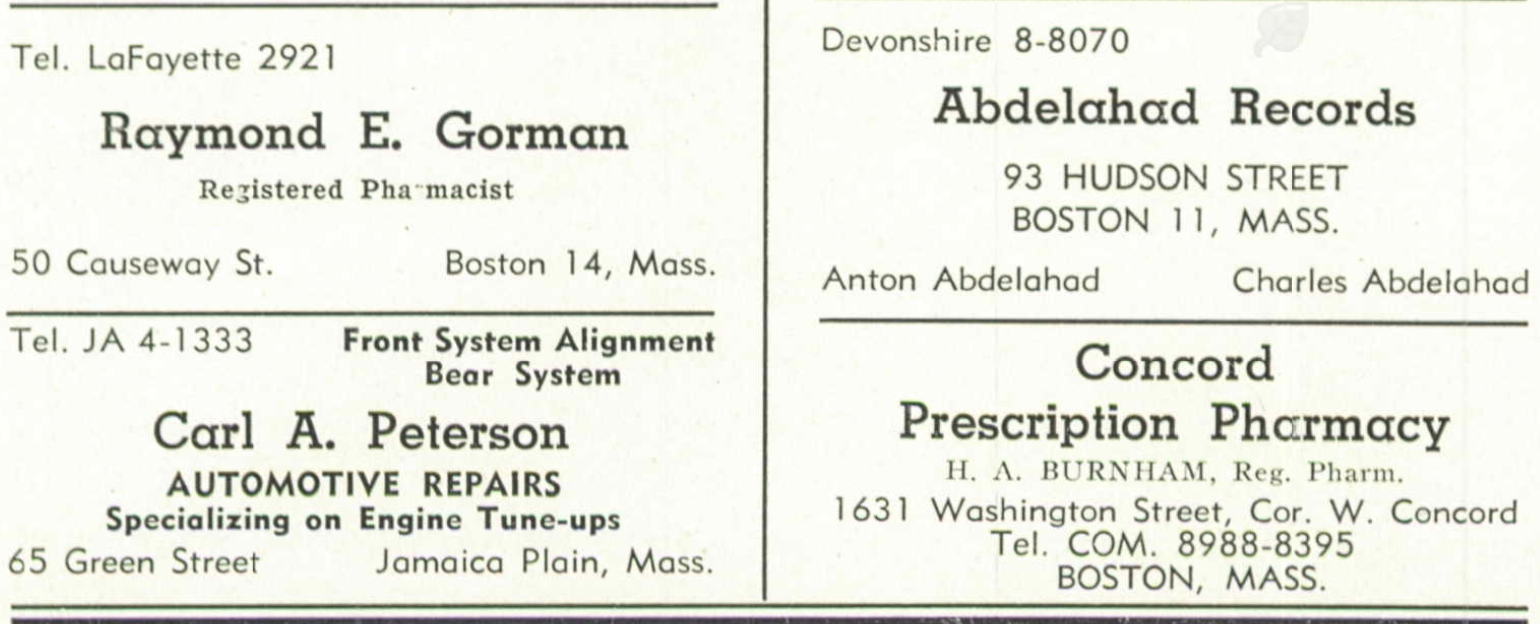 Tel. LaFayette 2921
Raymond E. Gorman
Registered Pharmacist
50 Causeway St. Boston 14, Mass.
Tel. JA 4-1333 Front System Alignment
Bear System
Carl A. Peterson
AUTOMOTIVE REPAIRS
Specializing on Engine Tune-ups
65 Green Street Jamaica Plain, Mass.
Devonshire 8-8070
Abdelahad Records
93 HUDSON STREET
BOSTON 11, MASS.
Anton Abdelahad Charles Abdelahad
Concord
Prescription Pharmacy
H. A. BURNHAM, Reg. Pharm.
1631 Washington Street, Cor. W. Concord
Tel. COM. 8988-8395
BOSTON, MASS.